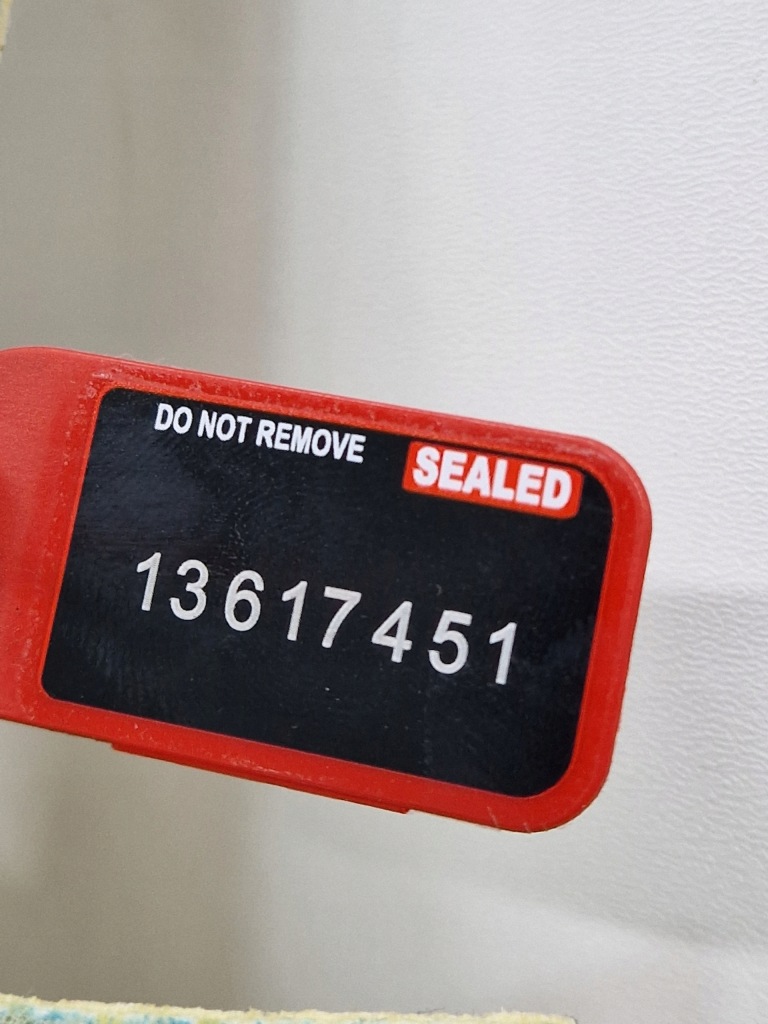 DO NOT REMOVE
SEALED
13617451